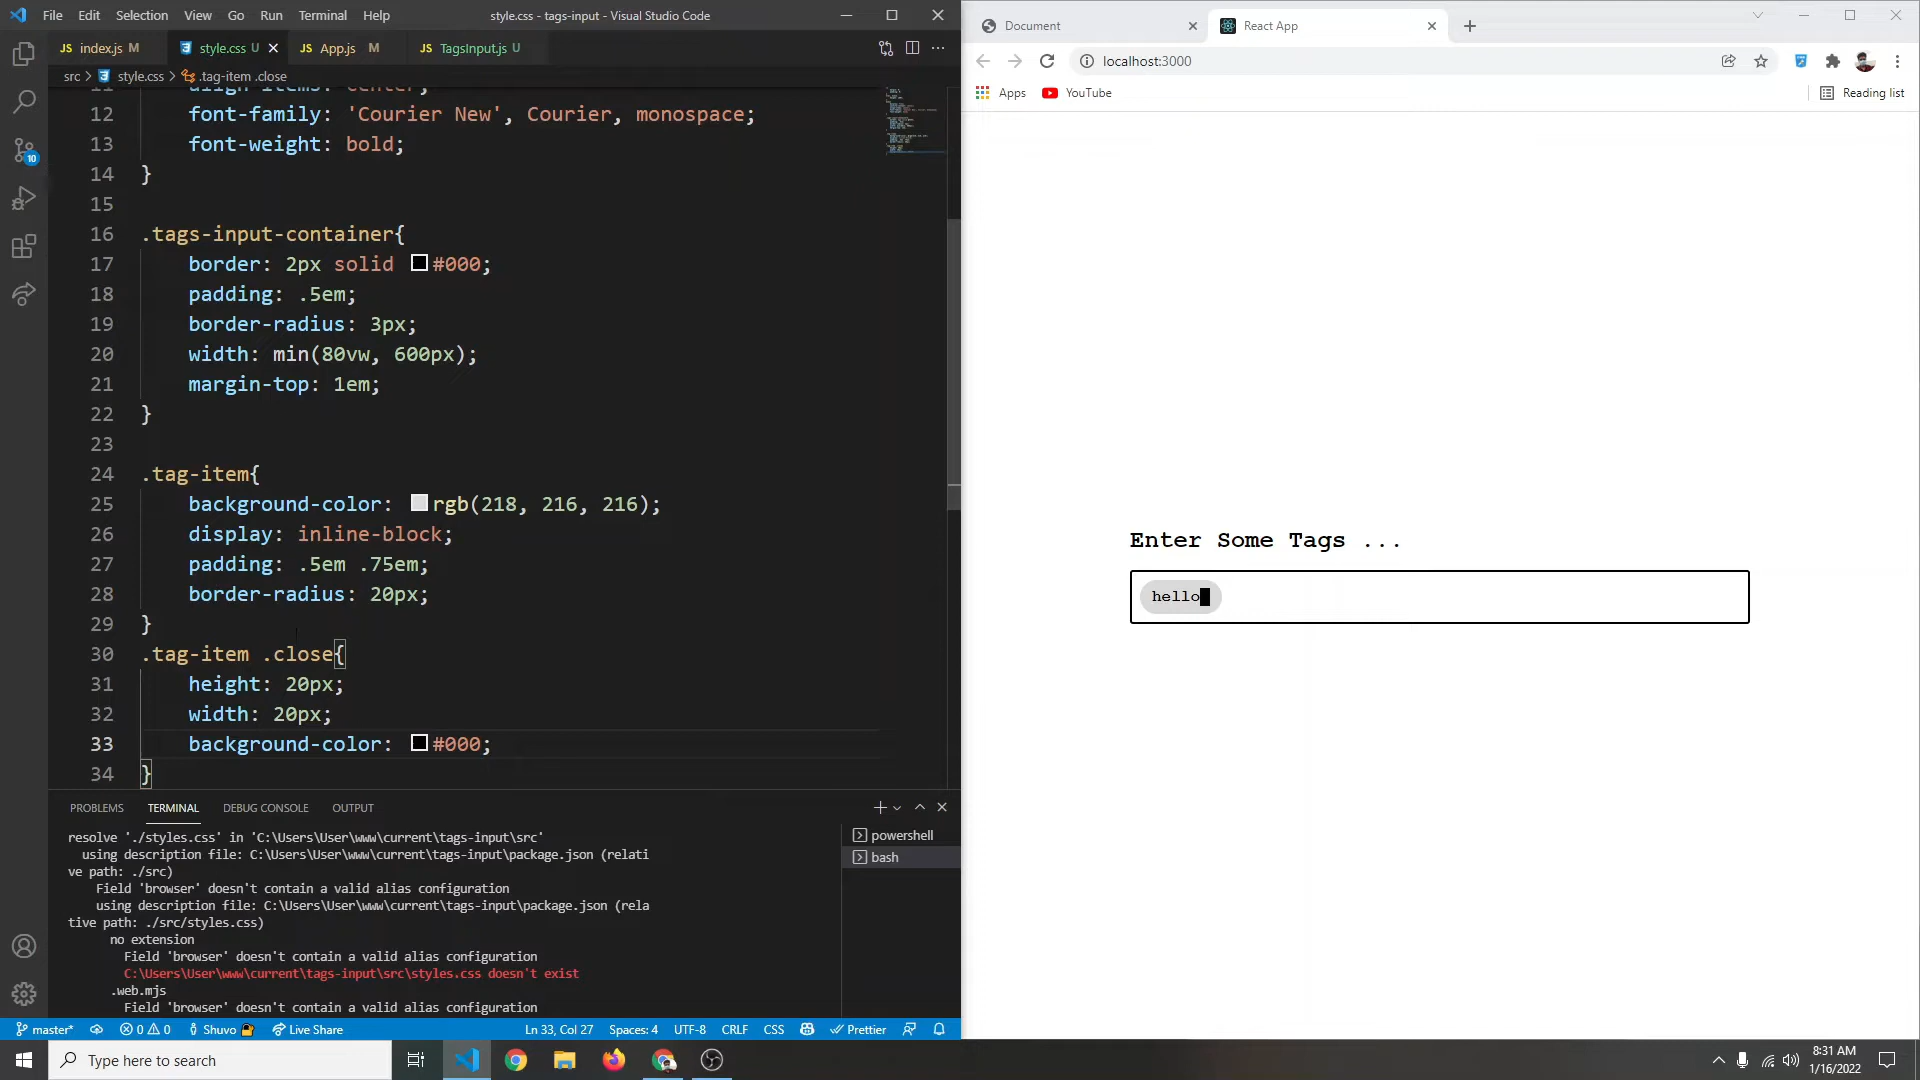 File Edit Selection View Go Run Terminal Help
style.css - tags-input - Visual Studio Code
JS index.js M
style.css U
JS App.js M
JS TagsInput.js U
src > style.css > .tag-item .close
11 align-items: center;
12 font-family: 'Courier New', Courier, monospace;
13 font-weight: bold;
14 }
15
16 .tags-input-container{
17 border: 2px solid #000;
18 padding: .5em;
19 border-radius: 3px;
20 width: min(80vw, 600px);
21 margin-top: 1em;
22 }
23
24 .tag-item{
25 background-color: rgb(218, 216, 216);
26 display: inline-block;
27 padding: .5em .75em;
28 border-radius: 20px;
29 }
30 .tag-item .close{
31 height: 20px;
32 width: 20px;
33 background-color: #000;
34 }
10
PROBLEMS TERMINAL DEBUG CONSOLE OUTPUT
resolve './styles.css' in 'C:\Users\User\www\current\tags-input\src'
using description file: C:\Users\User\www\current\tags-input\package.json (relati
ve path: ./src)
Field 'browser' doesn't contain a valid alias configuration
using description file: C:\Users\User\www\current\tags-input\package.json (rela
tive path: ./src/styles.css)
no extension
Field 'browser' doesn't contain a valid alias configuration
C:\Users\User\www\current\tags-input\src\styles.css doesn't exist
.web.mjs
Field 'browser' doesn't contain a valid alias configuration
powershell
bash
master* 0 0 Shuvo Live Share Ln 33, Col 27 Spaces: 4 UTF-8 CRLF CSS Prettier
Document
React App
localhost:3000
Apps YouTube Reading list
Enter Some Tags ...
hello
Type here to search
8:31 AM
1/16/2022